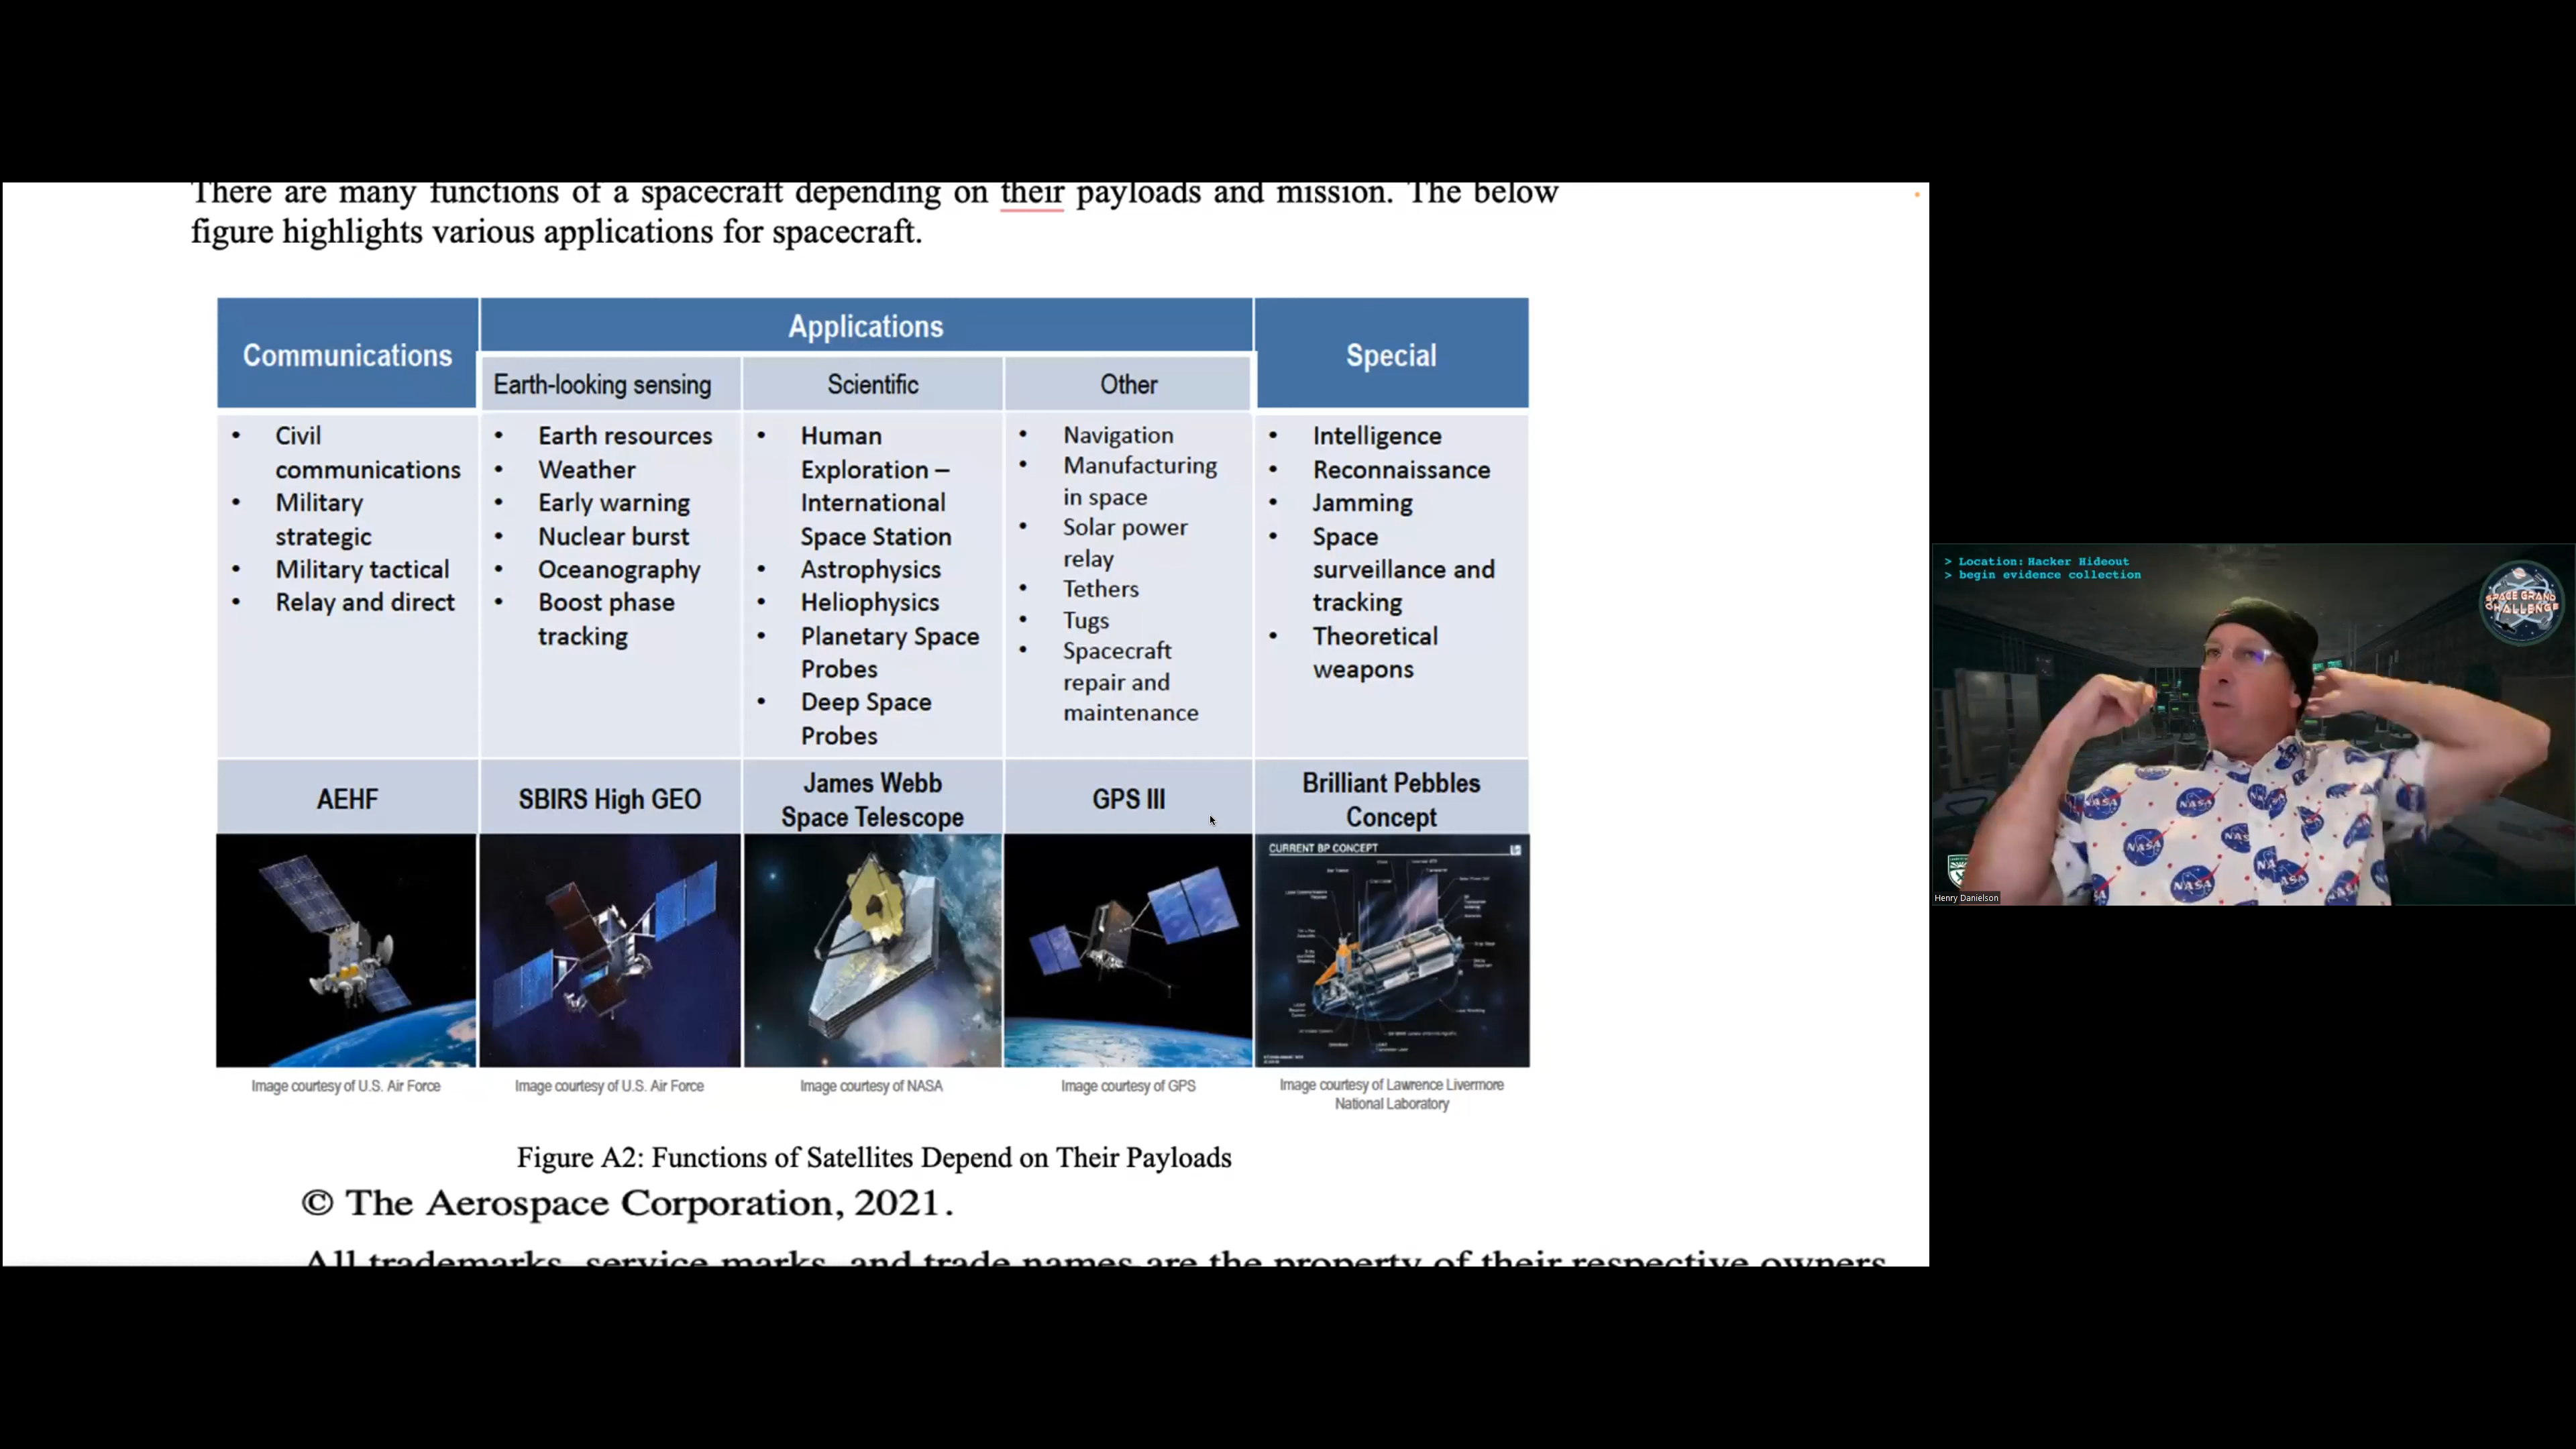 There are many functions of a spacecraft depending on their payloads and mission. The below
figure highlights various applications for spacecraft.
Communications
Applications
Special
Earth-looking sensing
Scientific
Other
• Civil
communications
• Military
strategic
• Military tactical
• Relay and direct
• Earth resources
• Weather
• Early warning
• Nuclear burst
• Oceanography
• Boost phase
tracking
• Human
Exploration –
International
Space Station
• Astrophysics
• Heliophysics
• Planetary Space
Probes
• Deep Space
Probes
• Navigation
• Manufacturing
in space
• Solar power
relay
• Tethers
• Tugs
• Spacecraft
repair and
maintenance
• Intelligence
• Reconnaissance
• Jamming
• Space
surveillance and
tracking
• Theoretical
weapons
AEHF
SBIRS High GEO
James Webb
Space Telescope
GPS III
Brilliant Pebbles
Concept
CURRENT BP CONCEPT
Image courtesy of U.S. Air Force
Image courtesy of U.S. Air Force
Image courtesy of NASA
Image courtesy of GPS
Image courtesy of Lawrence Livermore
National Laboratory
Figure A2: Functions of Satellites Depend on Their Payloads
© The Aerospace Corporation, 2021.
All trademarks, service marks, and trade names are the property of their respective owners
> Location: Hacker Hideout
> begin evidence collection
SPACE GRAND
CHALLENGE
NASA
NASA
NASA
NASA
NASA
Henry Danielson